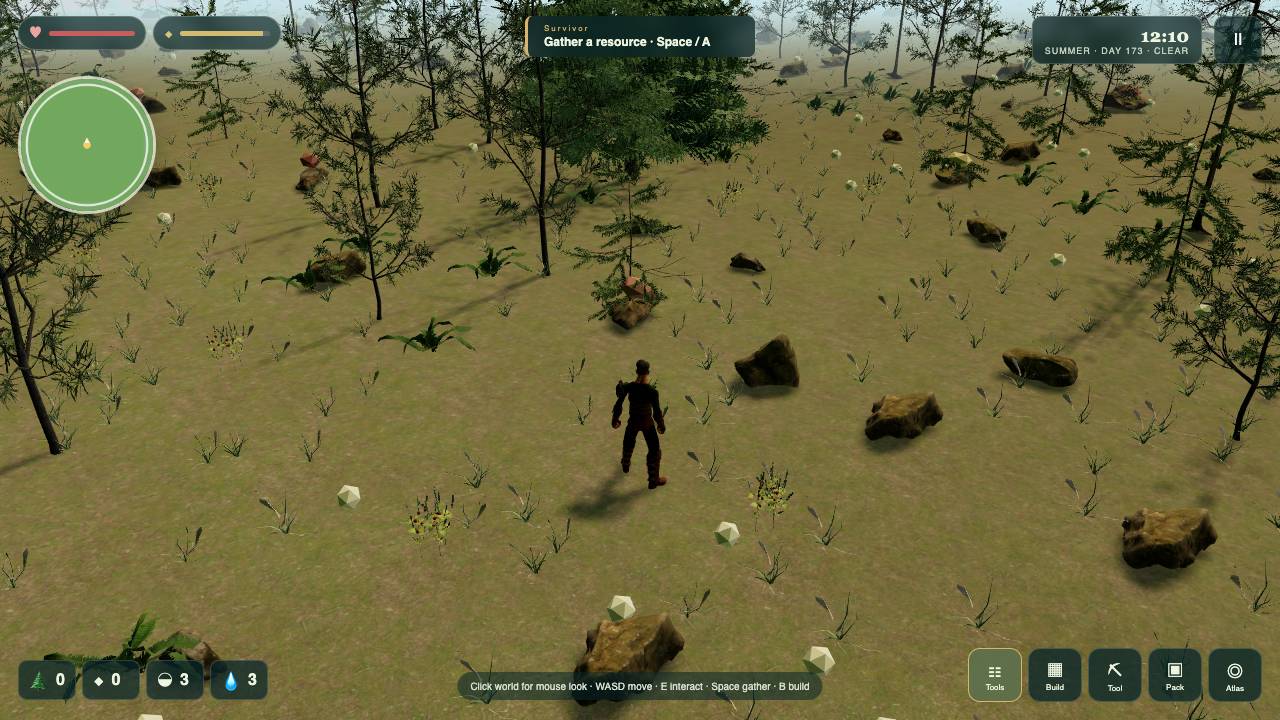 Survivor
Gather a resource · Space / A
12:10
SUMMER · DAY 173 · CLEAR
0
0
3
3
Click world for mouse look · WASD move · E interact · Space gather · B build
Tools
Build
Tool
Pack
Atlas